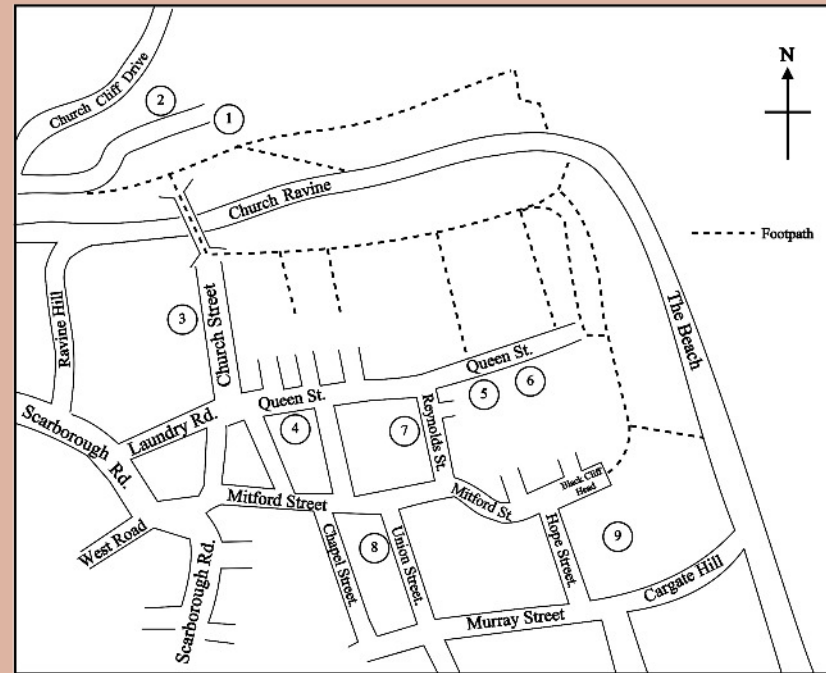 N
Church Cliff Drive
2
1
Church Ravine
Footpath
Ravine Hill
3
Church Street
The Beach
Queen St.
Queen St.
5
6
Scarborough Rd.
Laundry Rd.
4
7
Reynolds St.
Mitford Street
Mitford St
Black Cliff
Head
West Road
Chapel Street.
8
Union Street.
Hope Street.
9
Scarborough Rd.
Murray Street
Cargate Hill